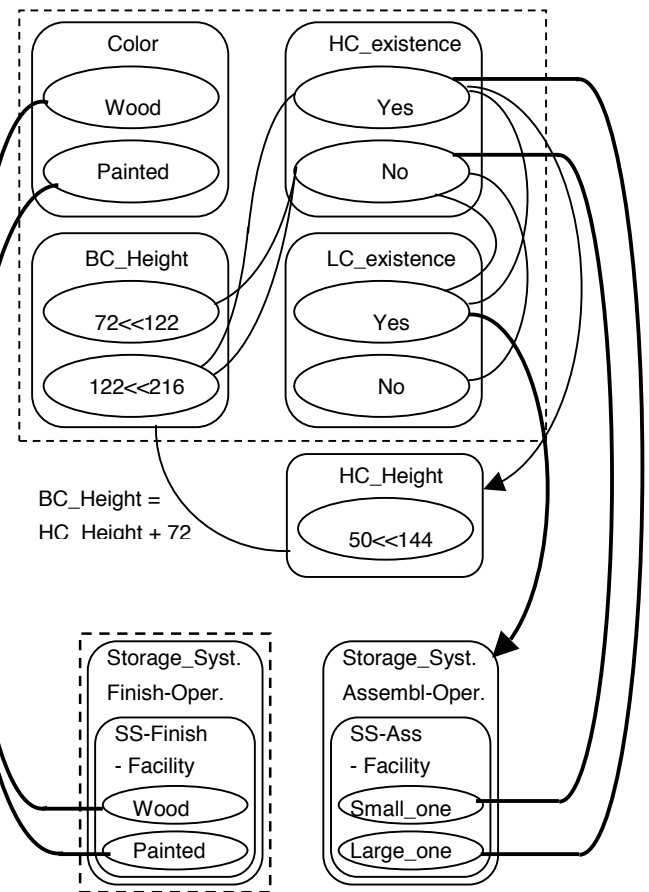 Color
Wood
Painted
HC_existence
Yes
No
BC_Height
72<<122
122<<216
LC_existence
Yes
No
BC_Height =
HC_Height + 72
HC_Height
50<<144
Storage_Syst.
Finish-Oper.
SS-Finish
- Facility
Wood
Painted
Storage_Syst.
Assembl-Oper.
SS-Ass
- Facility
Small_one
Large_one